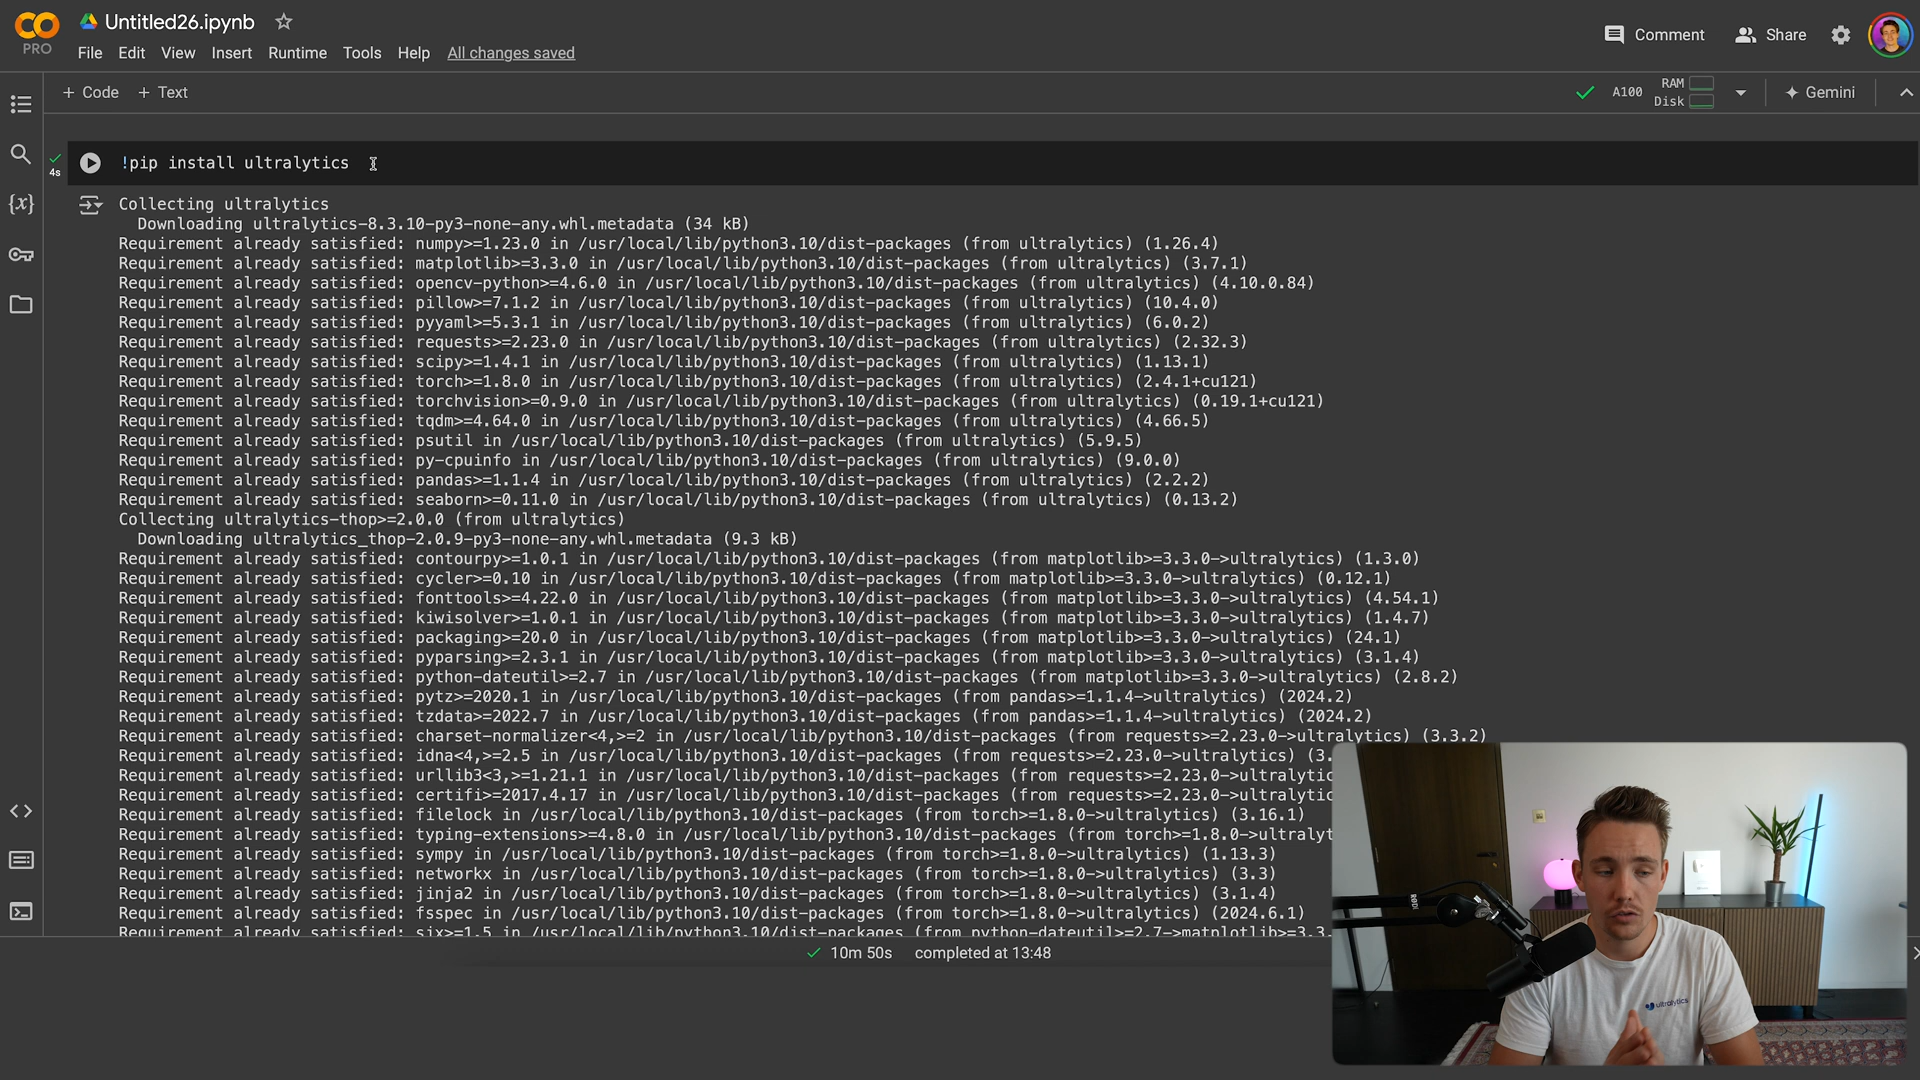 Untitled26.ipynb
PRO
File Edit View Insert Runtime Tools Help All changes saved
Comment Share
+ Code + Text
A100 RAM Disk Gemini
4s
!pip install ultralytics
Collecting ultralytics
Downloading ultralytics-8.3.10-py3-none-any.whl.metadata (34 kB)
Requirement already satisfied: numpy>=1.23.0 in /usr/local/lib/python3.10/dist-packages (from ultralytics) (1.26.4)
Requirement already satisfied: matplotlib>=3.3.0 in /usr/local/lib/python3.10/dist-packages (from ultralytics) (3.7.1)
Requirement already satisfied: opencv-python>=4.6.0 in /usr/local/lib/python3.10/dist-packages (from ultralytics) (4.10.0.84)
Requirement already satisfied: pillow>=7.1.2 in /usr/local/lib/python3.10/dist-packages (from ultralytics) (10.4.0)
Requirement already satisfied: pyyaml>=5.3.1 in /usr/local/lib/python3.10/dist-packages (from ultralytics) (6.0.2)
Requirement already satisfied: requests>=2.23.0 in /usr/local/lib/python3.10/dist-packages (from ultralytics) (2.32.3)
Requirement already satisfied: scipy>=1.4.1 in /usr/local/lib/python3.10/dist-packages (from ultralytics) (1.13.1)
Requirement already satisfied: torch>=1.8.0 in /usr/local/lib/python3.10/dist-packages (from ultralytics) (2.4.1+cu121)
Requirement already satisfied: torchvision>=0.9.0 in /usr/local/lib/python3.10/dist-packages (from ultralytics) (0.19.1+cu121)
Requirement already satisfied: tqdm>=4.64.0 in /usr/local/lib/python3.10/dist-packages (from ultralytics) (4.66.5)
Requirement already satisfied: psutil in /usr/local/lib/python3.10/dist-packages (from ultralytics) (5.9.5)
Requirement already satisfied: py-cpuinfo in /usr/local/lib/python3.10/dist-packages (from ultralytics) (9.0.0)
Requirement already satisfied: pandas>=1.1.4 in /usr/local/lib/python3.10/dist-packages (from ultralytics) (2.2.2)
Requirement already satisfied: seaborn>=0.11.0 in /usr/local/lib/python3.10/dist-packages (from ultralytics) (0.13.2)
Collecting ultralytics-thop>=2.0.0 (from ultralytics)
Downloading ultralytics_thop-2.0.9-py3-none-any.whl.metadata (9.3 kB)
Requirement already satisfied: contourpy>=1.0.1 in /usr/local/lib/python3.10/dist-packages (from matplotlib>=3.3.0->ultralytics) (1.3.0)
Requirement already satisfied: cycler>=0.10 in /usr/local/lib/python3.10/dist-packages (from matplotlib>=3.3.0->ultralytics) (0.12.1)
Requirement already satisfied: fonttools>=4.22.0 in /usr/local/lib/python3.10/dist-packages (from matplotlib>=3.3.0->ultralytics) (4.54.1)
Requirement already satisfied: kiwisolver>=1.0.1 in /usr/local/lib/python3.10/dist-packages (from matplotlib>=3.3.0->ultralytics) (1.4.7)
Requirement already satisfied: packaging>=20.0 in /usr/local/lib/python3.10/dist-packages (from matplotlib>=3.3.0->ultralytics) (24.1)
Requirement already satisfied: pyparsing>=2.3.1 in /usr/local/lib/python3.10/dist-packages (from matplotlib>=3.3.0->ultralytics) (3.1.4)
Requirement already satisfied: python-dateutil>=2.7 in /usr/local/lib/python3.10/dist-packages (from matplotlib>=3.3.0->ultralytics) (2.8.2)
Requirement already satisfied: pytz>=2020.1 in /usr/local/lib/python3.10/dist-packages (from pandas>=1.1.4->ultralytics) (2024.2)
Requirement already satisfied: tzdata>=2022.7 in /usr/local/lib/python3.10/dist-packages (from pandas>=1.1.4->ultralytics) (2024.2)
Requirement already satisfied: charset-normalizer<4,>=2 in /usr/local/lib/python3.10/dist-packages (from requests>=2.23.0->ultralytics) (3.3.2)
Requirement already satisfied: idna<4,>=2.5 in /usr/local/lib/python3.10/dist-packages (from requests>=2.23.0->ultralytics) (3.
Requirement already satisfied: urllib3<3,>=1.21.1 in /usr/local/lib/python3.10/dist-packages (from requests>=2.23.0->ultralytic
Requirement already satisfied: certifi>=2017.4.17 in /usr/local/lib/python3.10/dist-packages (from requests>=2.23.0->ultralytic
Requirement already satisfied: filelock in /usr/local/lib/python3.10/dist-packages (from torch>=1.8.0->ultralytics) (3.16.1)
Requirement already satisfied: typing-extensions>=4.8.0 in /usr/local/lib/python3.10/dist-packages (from torch>=1.8.0->ultralyt
Requirement already satisfied: sympy in /usr/local/lib/python3.10/dist-packages (from torch>=1.8.0->ultralytics) (1.13.3)
Requirement already satisfied: networkx in /usr/local/lib/python3.10/dist-packages (from torch>=1.8.0->ultralytics) (3.3)
Requirement already satisfied: jinja2 in /usr/local/lib/python3.10/dist-packages (from torch>=1.8.0->ultralytics) (3.1.4)
Requirement already satisfied: fsspec in /usr/local/lib/python3.10/dist-packages (from torch>=1.8.0->ultralytics) (2024.6.1)
Requirement already satisfied: six>=1.5 in /usr/local/lib/python3.10/dist-packages (from python-dateutil>=2.7->matplotlib>=3.3.
10m 50s completed at 13:48
RØDE
ultralytics